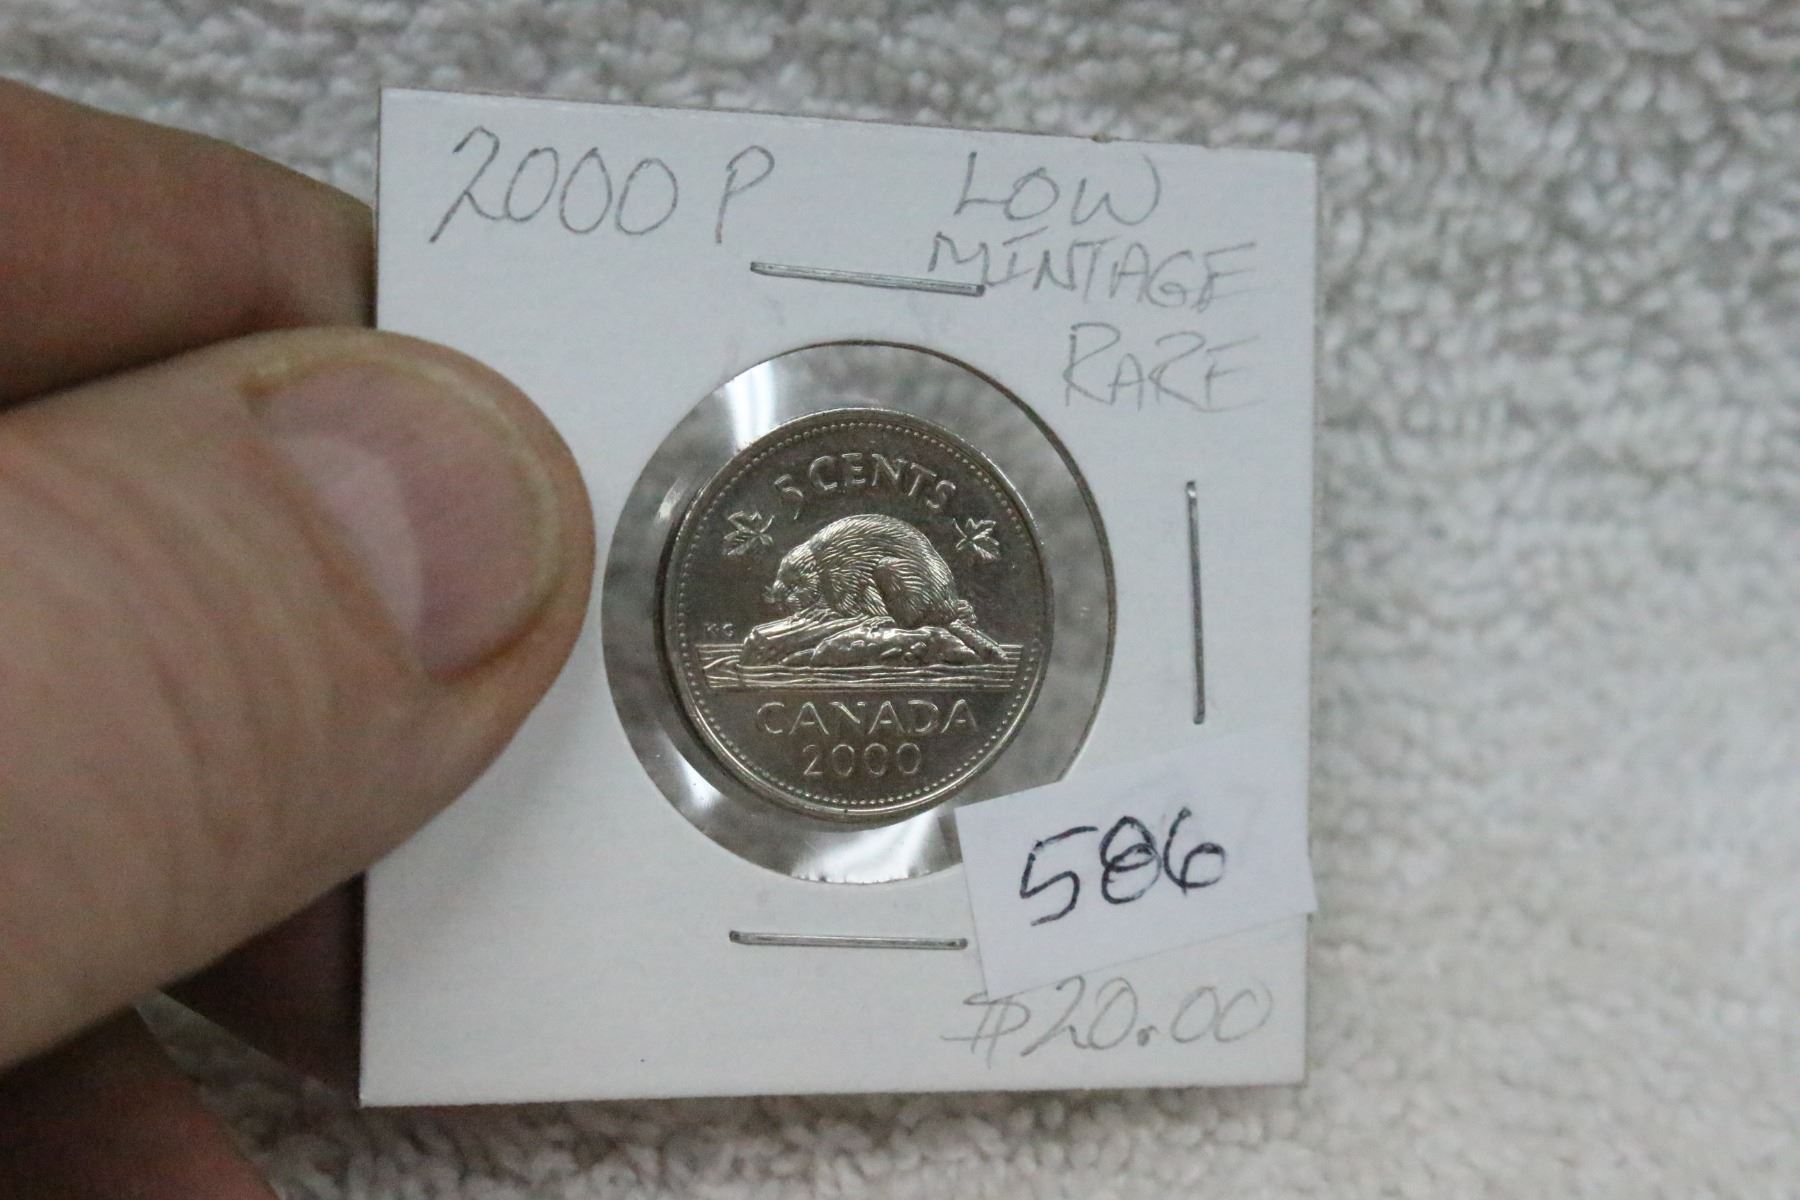 2000 P
LOW
MINTAGE
RARE
5 CENTS
KG
CANADA
2000
586
$20.00